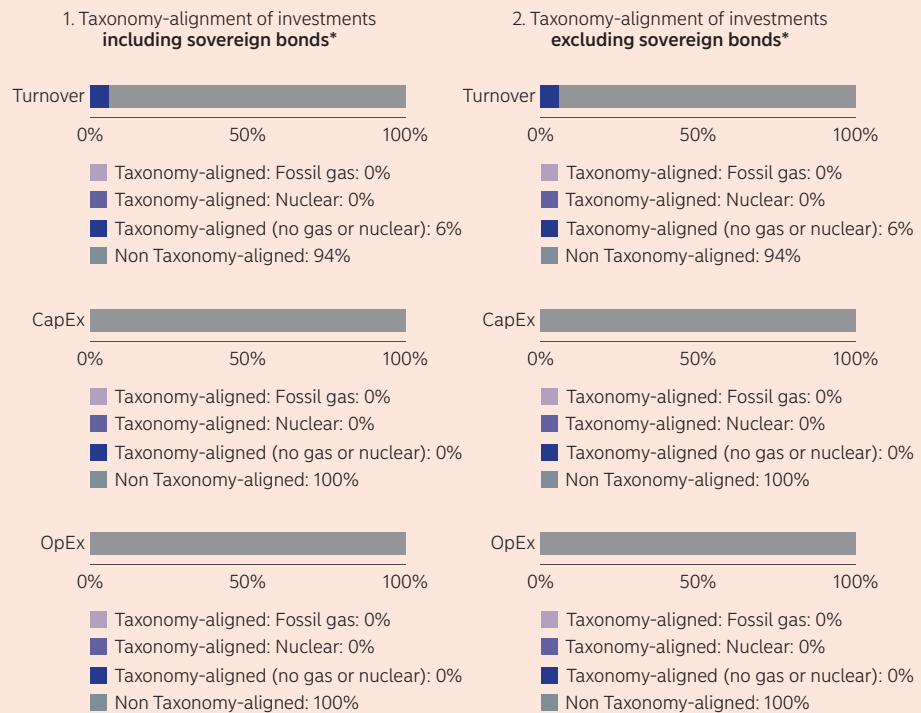 1. Taxonomy-alignment of investments
including sovereign bonds*
Turnover
0% 50% 100%
Taxonomy-aligned: Fossil gas: 0%
Taxonomy-aligned: Nuclear: 0%
Taxonomy-aligned (no gas or nuclear): 6%
Non Taxonomy-aligned: 94%
CapEx
0% 50% 100%
Taxonomy-aligned: Fossil gas: 0%
Taxonomy-aligned: Nuclear: 0%
Taxonomy-aligned (no gas or nuclear): 0%
Non Taxonomy-aligned: 100%
OpEx
0% 50% 100%
Taxonomy-aligned: Fossil gas: 0%
Taxonomy-aligned: Nuclear: 0%
Taxonomy-aligned (no gas or nuclear): 0%
Non Taxonomy-aligned: 100%
2. Taxonomy-alignment of investments
excluding sovereign bonds*
Turnover
0% 50% 100%
Taxonomy-aligned: Fossil gas: 0%
Taxonomy-aligned: Nuclear: 0%
Taxonomy-aligned (no gas or nuclear): 6%
Non Taxonomy-aligned: 94%
CapEx
0% 50% 100%
Taxonomy-aligned: Fossil gas: 0%
Taxonomy-aligned: Nuclear: 0%
Taxonomy-aligned (no gas or nuclear): 0%
Non Taxonomy-aligned: 100%
OpEx
0% 50% 100%
Taxonomy-aligned: Fossil gas: 0%
Taxonomy-aligned: Nuclear: 0%
Taxonomy-aligned (no gas or nuclear): 0%
Non Taxonomy-aligned: 100%